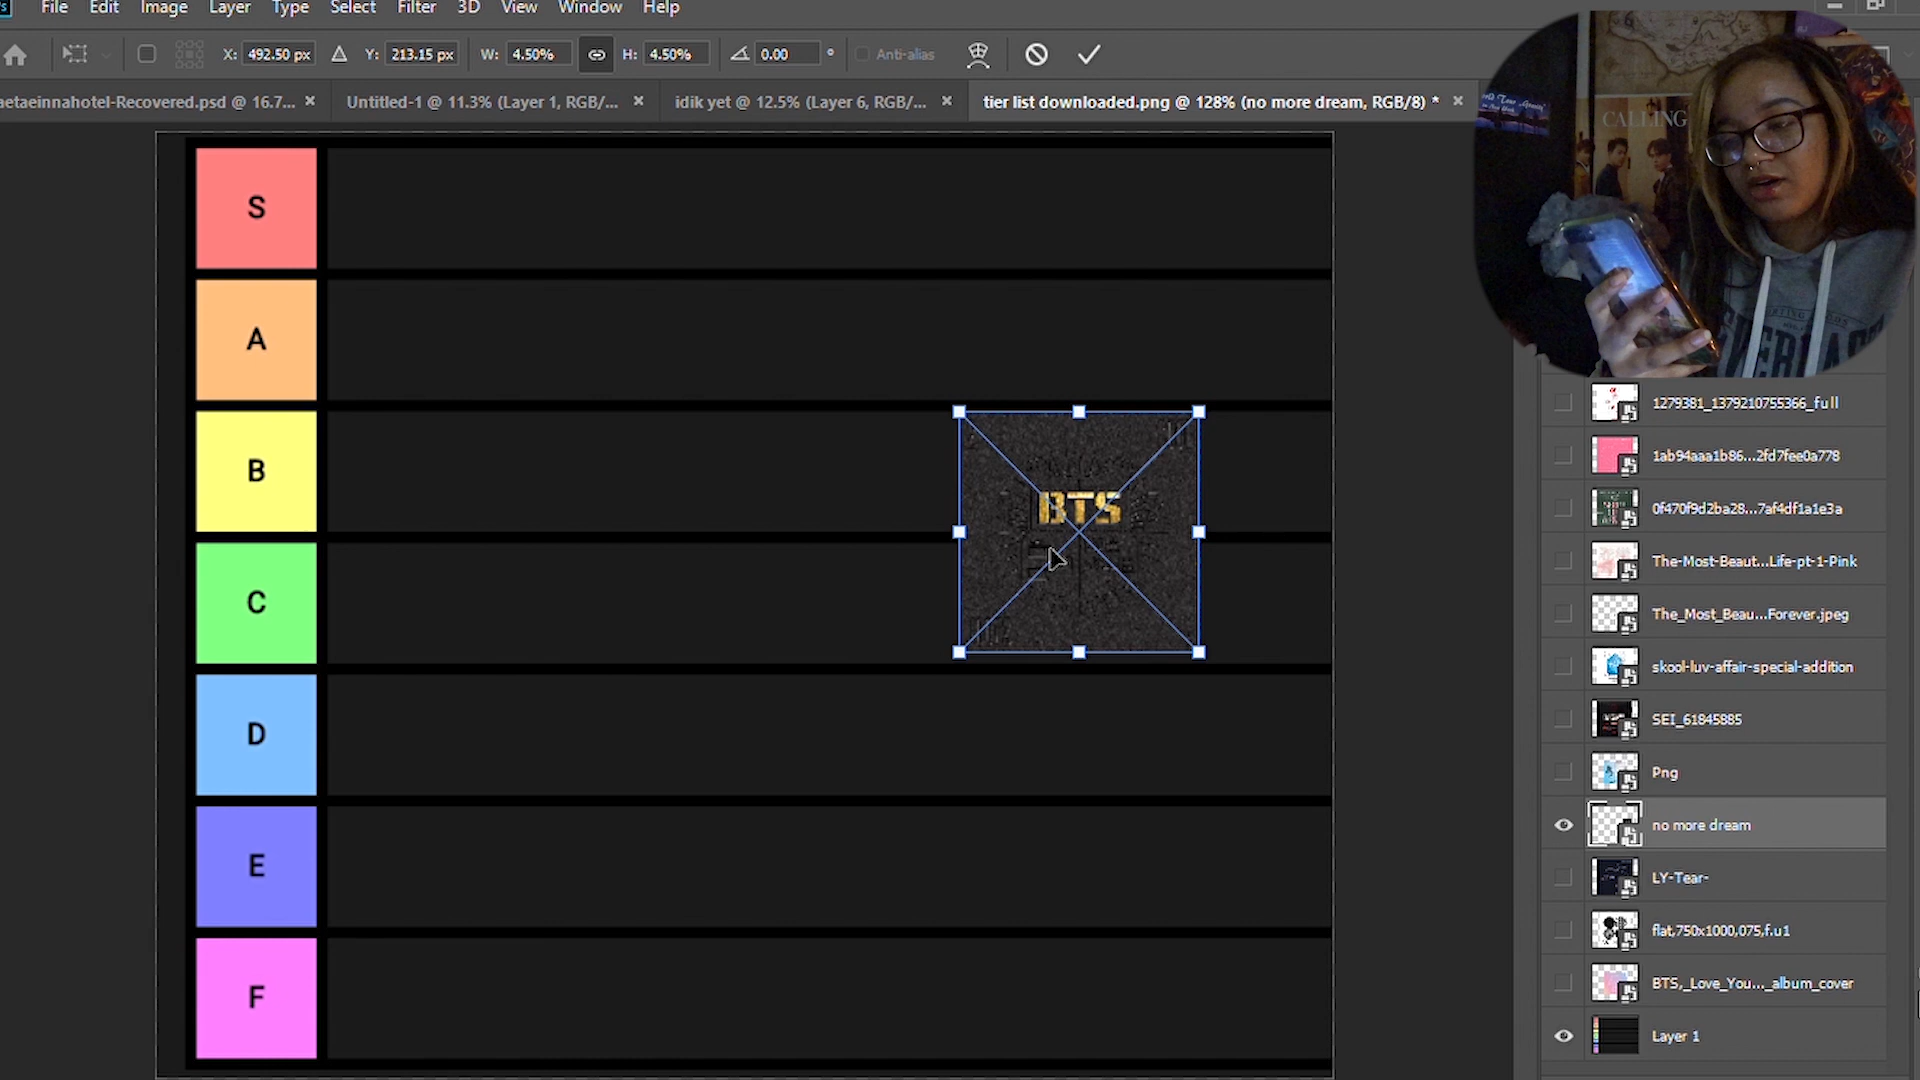 File Edit Image Layer Type Select Filter 3D View Window Help
X: 492.50 px Y: 213.15 px W: 4.50% H: 4.50% 0.00 ° Anti-alias
aetaeinnahotel-Recovered.psd @ 16.7... × Untitled-1 @ 11.3% (Layer 1, RGB/... × idik yet @ 12.5% (Layer 6, RGB/... × tier list downloaded.png @ 128% (no more dream, RGB/8) * ×
CALLING
S
A
B
BTS
C
D
E
F
1279381_1379210755366_full
1ab94aaa1b86...2fd7fee0a778
0f470f9d2ba28...7af4df1a1e3a
The-Most-Beaut...Life-pt-1-Pink
The_Most_Beau...Forever.jpeg
skool-luv-affair-special-addition
SEI_61845885
Png
no more dream
LY-Tear-
flat,750x1000,075,f.u1
BTS,_Love_You..._album_cover
Layer 1